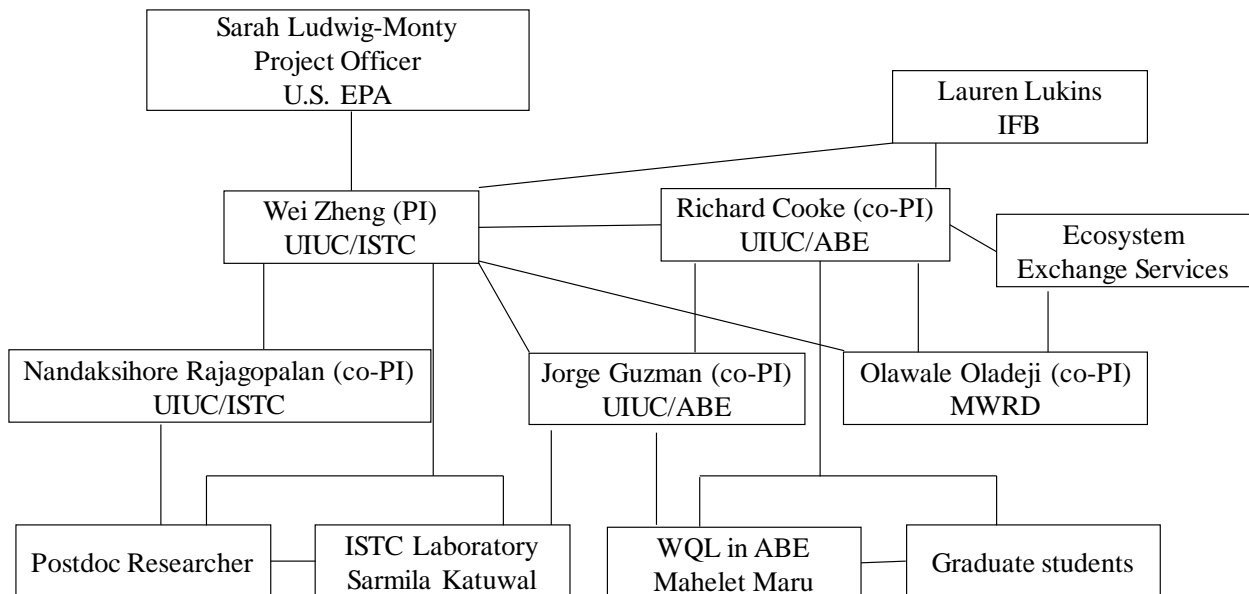 Sarah Ludwig-Monty
Project Officer
U.S. EPA
Lauren Lukins
IFB
Wei Zheng (PI)
UIUC/ISTC
Richard Cooke (co-PI)
UIUC/ABE
Ecosystem
Exchange Services
Nandaksihore Rajagopalan (co-PI)
UIUC/ISTC
Jorge Guzman (co-PI)
UIUC/ABE
Olawale Oladeji (co-PI)
MWRD
Postdoc Researcher
ISTC Laboratory
Sarmila Katuwal
WQL in ABE
Mahelet Maru
Graduate students